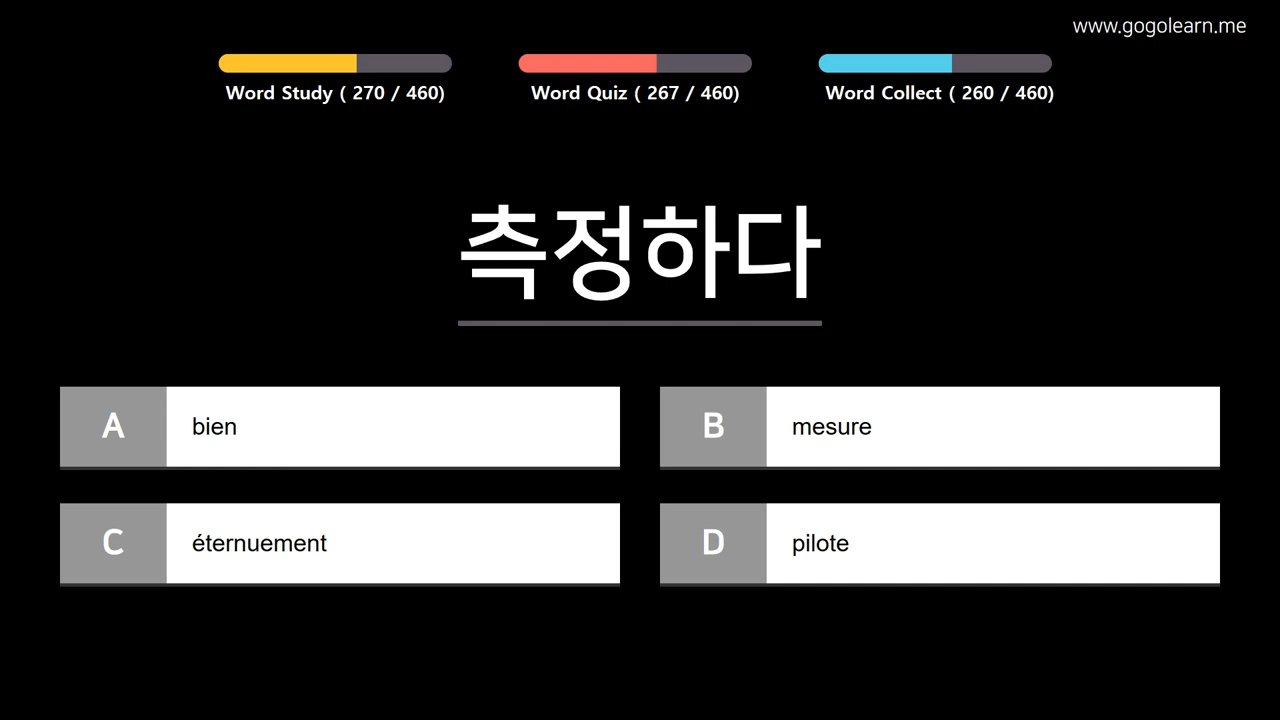 www.gogolearn.me
Word Study ( 270 / 460)
Word Quiz ( 267 / 460)
Word Collect ( 260 / 460)
측정하다
A
bien
B
mesure
C
éternuement
D
pilote